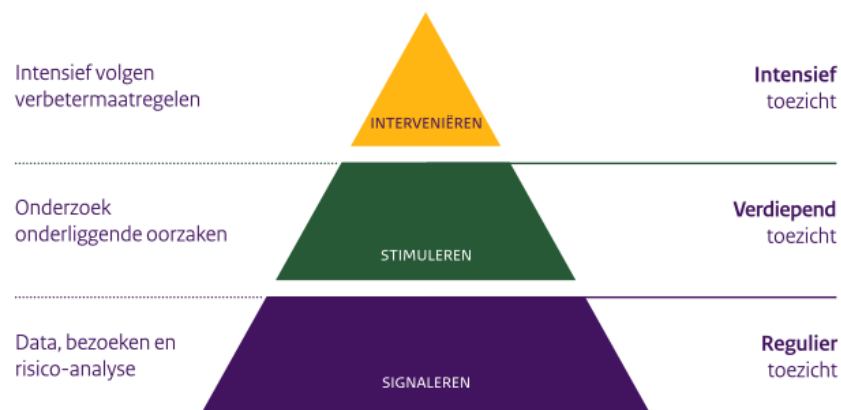 Intensief volgen
verbetermaatregelen
INTERVENIËREN
Intensief
toezicht
Onderzoek
onderliggende oorzaken
STIMULEREN
Verdiepend
toezicht
Data, bezoeken en
risico-analyse
SIGNALEREN
Regulier
toezicht